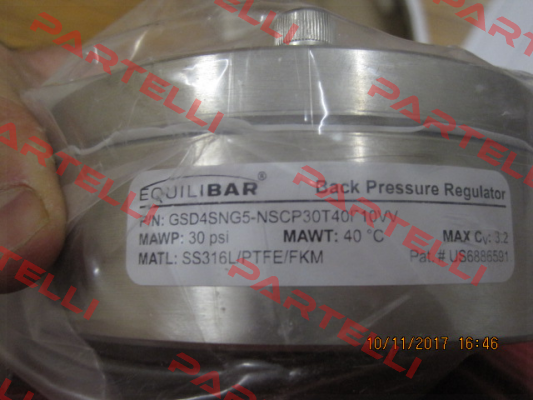 EQUILIBAR® Back Pressure Regulator
P/N: GSD4SNG5-NSCP30T40F10VV
MAWP: 30 psi MAWT: 40 °C MAX Cv: 3.2
MATL: SS316L/PTFE/FKM Pat. # US6886591
10/11/2017 16:46
PARTELLI
PARTELLI
PARTELLI
PARTELLI
PARTELLI
PARTELLI